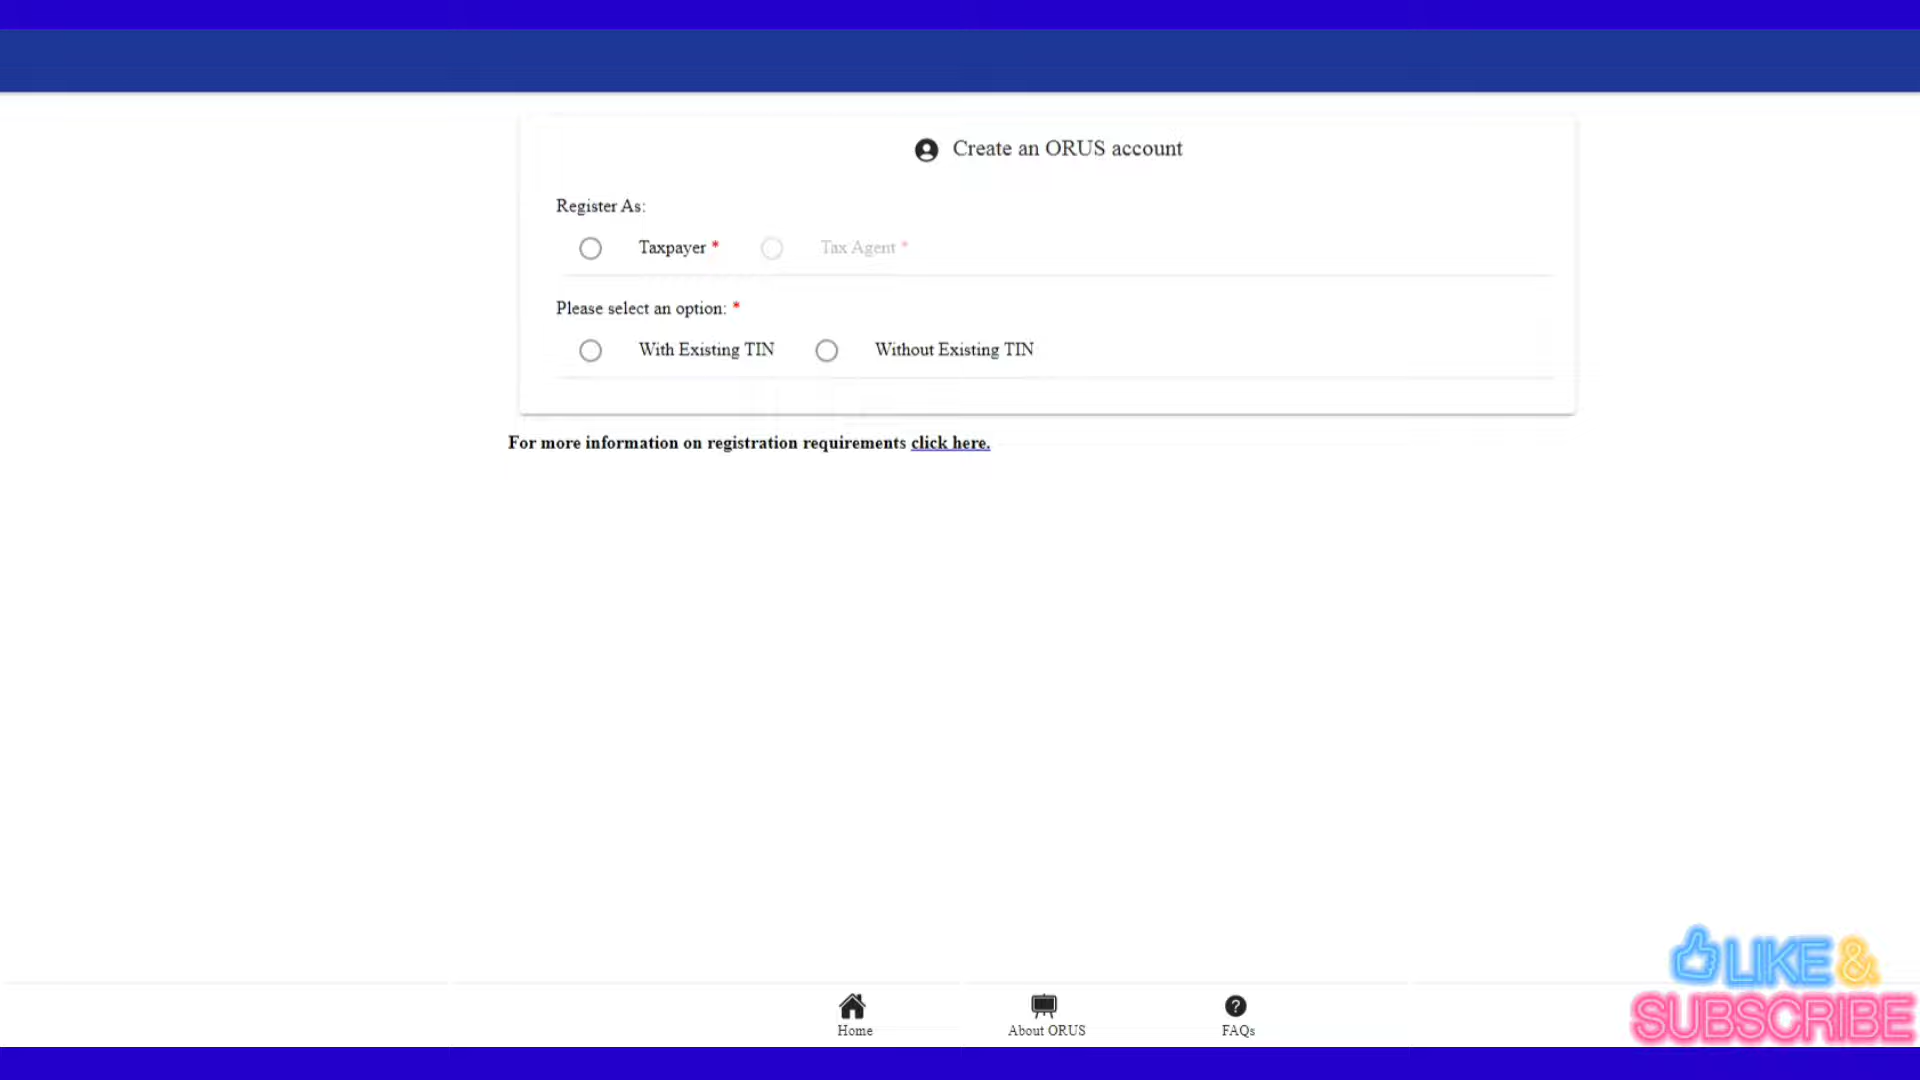 Create an ORUS account
Register As:
Taxpayer * Tax Agent *
Please select an option: *
With Existing TIN Without Existing TIN
For more information on registration requirements click here.
LIKE &
SUBSCRIBE
Home About ORUS FAQs